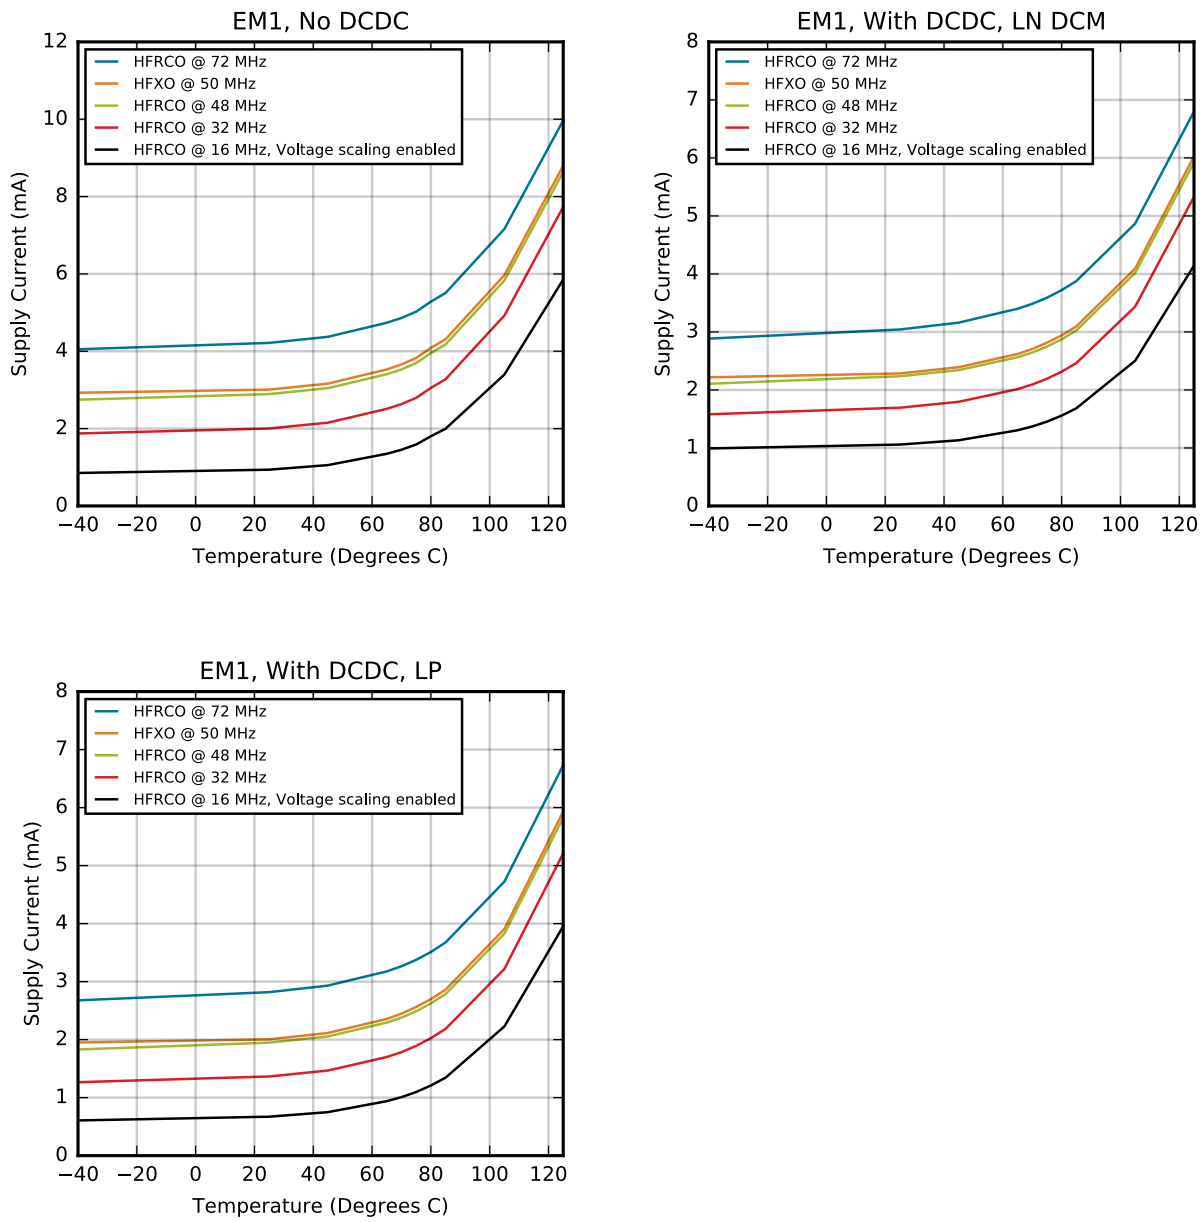 EM1, No DCDC
12
10
8
6
4
2
0
HFRCO @ 72 MHz
HFXO @ 50 MHz
HFRCO @ 48 MHz
HFRCO @ 32 MHz
HFRCO @ 16 MHz, Voltage scaling enabled
Supply Current (mA)
−40 −20 0 20 40 60 80 100 120
Temperature (Degrees C)
EM1, With DCDC, LN DCM
8
7
6
5
4
3
2
1
0
HFRCO @ 72 MHz
HFXO @ 50 MHz
HFRCO @ 48 MHz
HFRCO @ 32 MHz
HFRCO @ 16 MHz, Voltage scaling enabled
Supply Current (mA)
−40 −20 0 20 40 60 80 100 120
Temperature (Degrees C)
EM1, With DCDC, LP
8
7
6
5
4
3
2
1
0
HFRCO @ 72 MHz
HFXO @ 50 MHz
HFRCO @ 48 MHz
HFRCO @ 32 MHz
HFRCO @ 16 MHz, Voltage scaling enabled
Supply Current (mA)
−40 −20 0 20 40 60 80 100 120
Temperature (Degrees C)